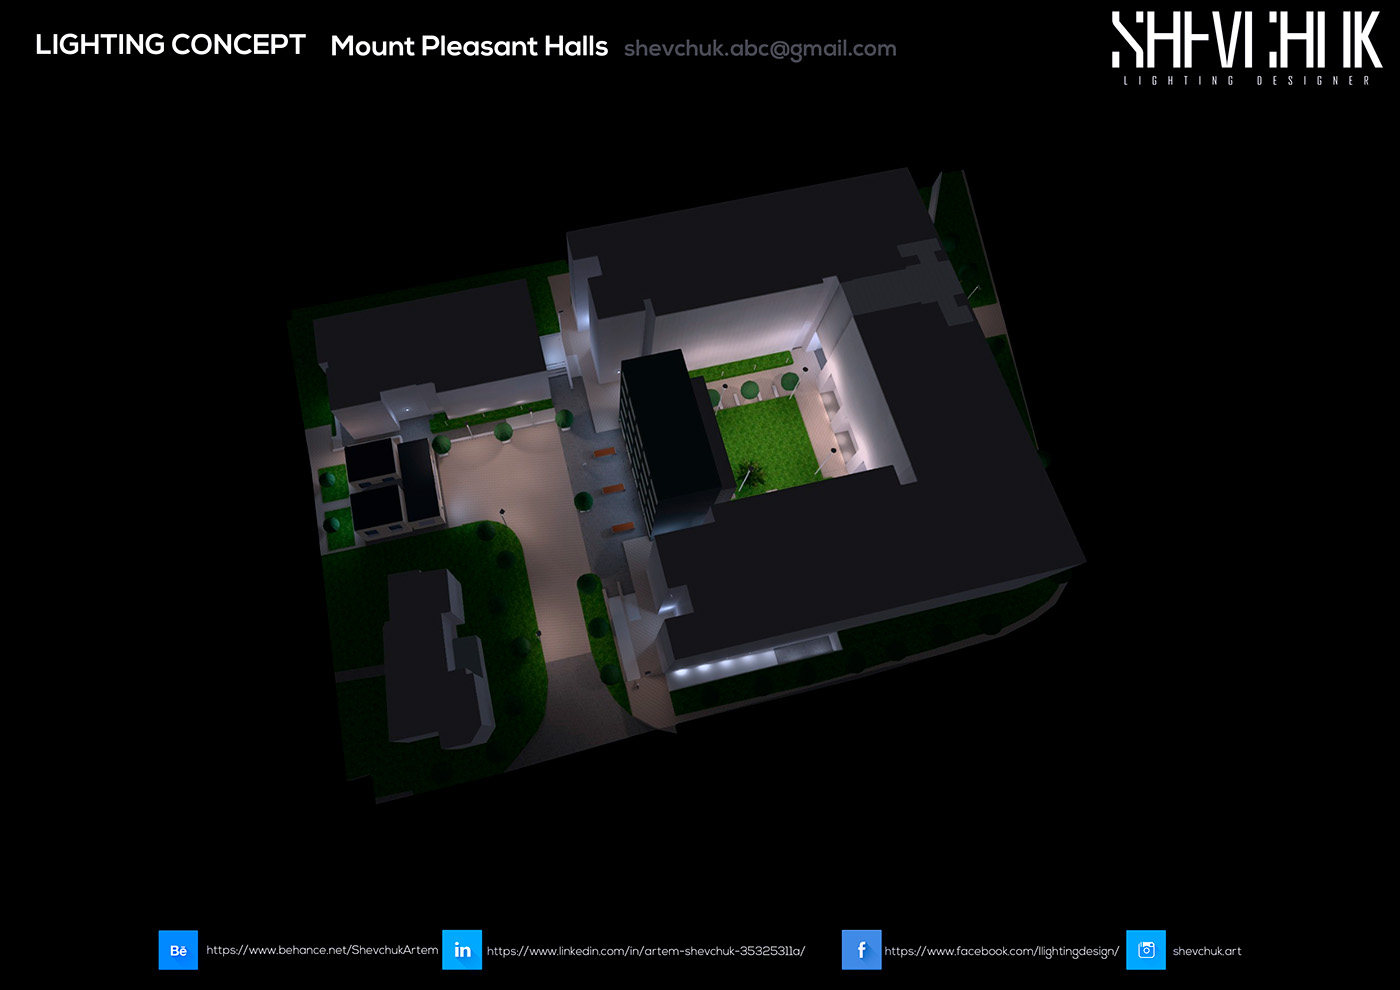 LIGHTING CONCEPT Mount Pleasant Halls shevchuk.abc@gmail.com
SHEVCHUK
LIGHTING DESIGNER
Bē https://www.behance.net/ShevchukArtem in https://www.linkedin.com/in/artem-shevchuk-35325311a/ f https://www.facebook.com/llightingdesign/ shevchuk.art